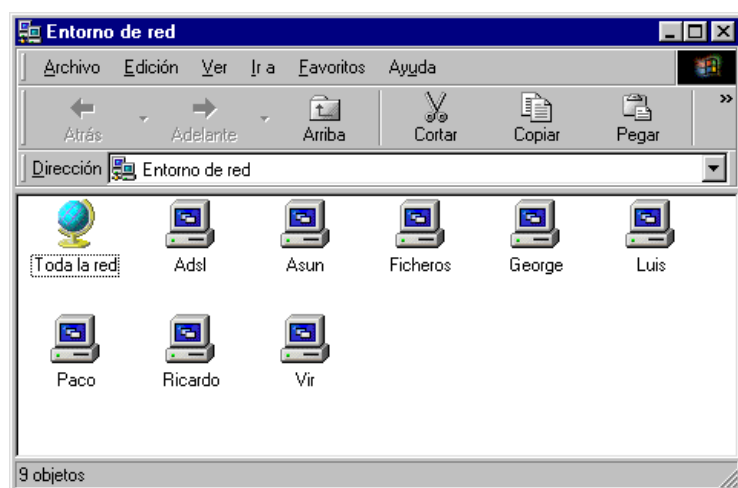 Entorno de red
Archivo Edición Ver Ir a Favoritos Ayuda
Atrás Adelante Arriba Cortar Copiar Pegar »
Dirección Entorno de red
Toda la red Adsl Asun Ficheros George Luis
Paco Ricardo Vir
9 objetos